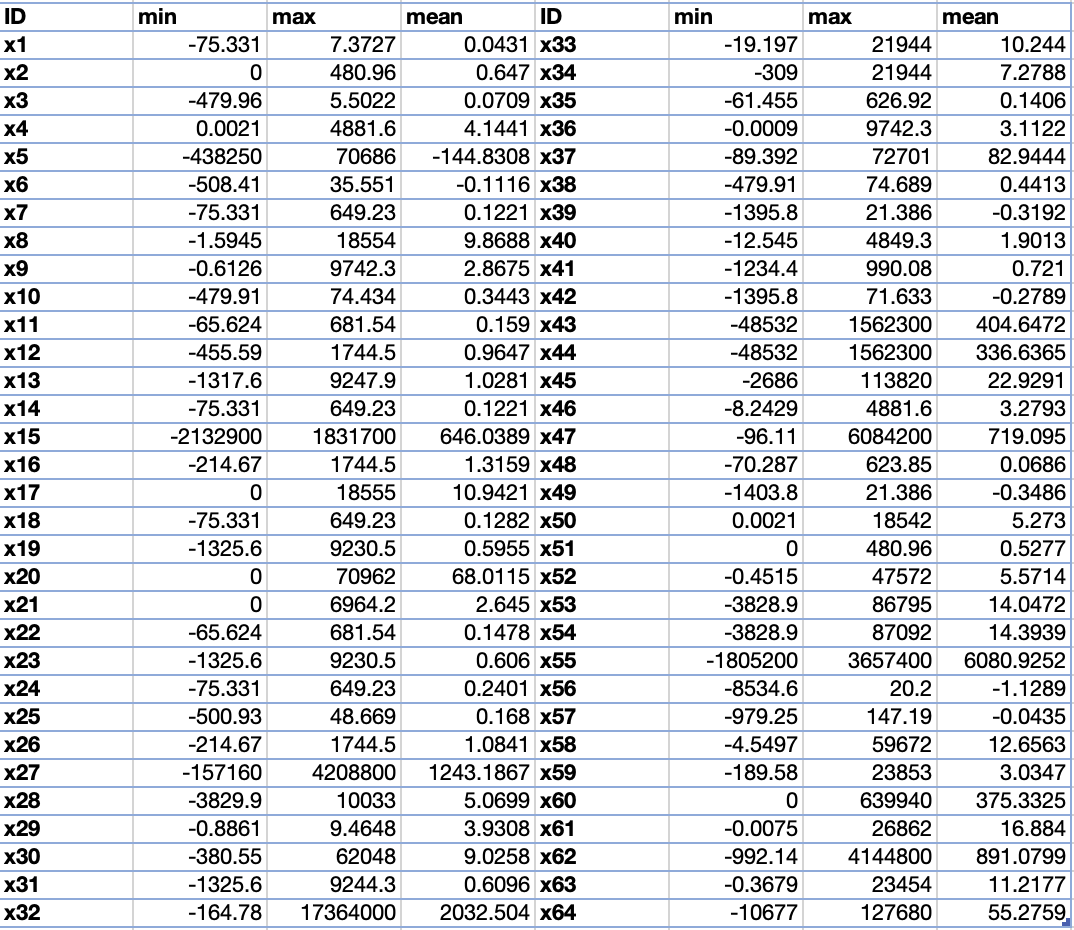 ID min max mean ID min max mean
x1 -75.331 7.3727 0.0431 x33 -19.197 21944 10.244
x2 0 480.96 0.647 x34 -309 21944 7.2788
x3 -479.96 5.5022 0.0709 x35 -61.455 626.92 0.1406
x4 0.0021 4881.6 4.1441 x36 -0.0009 9742.3 3.1122
x5 -438250 70686 -144.8308 x37 -89.392 72701 82.9444
x6 -508.41 35.551 -0.1116 x38 -479.91 74.689 0.4413
x7 -75.331 649.23 0.1221 x39 -1395.8 21.386 -0.3192
x8 -1.5945 18554 9.8688 x40 -12.545 4849.3 1.9013
x9 -0.6126 9742.3 2.8675 x41 -1234.4 990.08 0.721
x10 -479.91 74.434 0.3443 x42 -1395.8 71.633 -0.2789
x11 -65.624 681.54 0.159 x43 -48532 1562300 404.6472
x12 -455.59 1744.5 0.9647 x44 -48532 1562300 336.6365
x13 -1317.6 9247.9 1.0281 x45 -2686 113820 22.9291
x14 -75.331 649.23 0.1221 x46 -8.2429 4881.6 3.2793
x15 -2132900 1831700 646.0389 x47 -96.11 6084200 719.095
x16 -214.67 1744.5 1.3159 x48 -70.287 623.85 0.0686
x17 0 18555 10.9421 x49 -1403.8 21.386 -0.3486
x18 -75.331 649.23 0.1282 x50 0.0021 18542 5.273
x19 -1325.6 9230.5 0.5955 x51 0 480.96 0.5277
x20 0 70962 68.0115 x52 -0.4515 47572 5.5714
x21 0 6964.2 2.645 x53 -3828.9 86795 14.0472
x22 -65.624 681.54 0.1478 x54 -3828.9 87092 14.3939
x23 -1325.6 9230.5 0.606 x55 -1805200 3657400 6080.9252
x24 -75.331 649.23 0.2401 x56 -8534.6 20.2 -1.1289
x25 -500.93 48.669 0.168 x57 -979.25 147.19 -0.0435
x26 -214.67 1744.5 1.0841 x58 -4.5497 59672 12.6563
x27 -157160 4208800 1243.1867 x59 -189.58 23853 3.0347
x28 -3829.9 10033 5.0699 x60 0 639940 375.3325
x29 -0.8861 9.4648 3.9308 x61 -0.0075 26862 16.884
x30 -380.55 62048 9.0258 x62 -992.14 4144800 891.0799
x31 -1325.6 9244.3 0.6096 x63 -0.3679 23454 11.2177
x32 -164.78 17364000 2032.504 x64 -10677 127680 55.2759